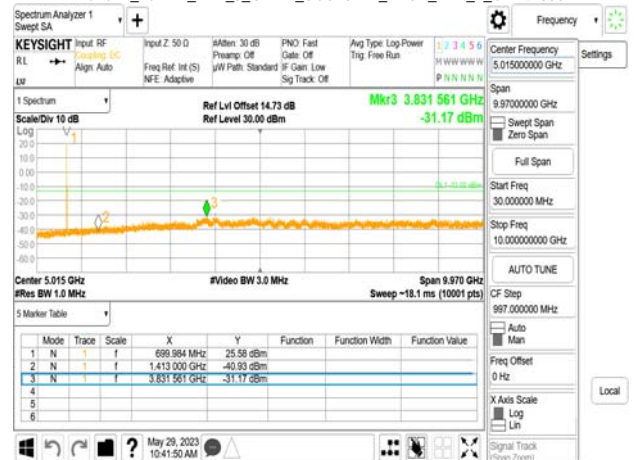 Spectrum Analyzer 1
Swept SA
Frequency
KEYSIGHT
RL
Input: RF
Coupling: DC
Align: Auto
Input Z: 50 Ω
Freq Ref: Int (S)
NFE: Adaptive
#Atten: 30 dB
Preamp: Off
µW Path: Standard
PNO: Fast
Gate: Off
IF Gain: Low
Sig Track: Off
Avg Type: Log-Power
Trig: Free Run
1 2 3 4 5 6
M W W W W W
P N N N N N
Center Frequency
5.015000000 GHz
Settings
Span
9.97000000 GHz
Swept Span
Zero Span
Full Span
Start Freq
30.000000 MHz
Stop Freq
10.000000000 GHz
AUTO TUNE
CF Step
997.000000 MHz
Auto
Man
Freq Offset
0 Hz
X Axis Scale
Log
Lin
Signal Track
(Span Zoom)
Local
1 Spectrum
Scale/Div 10 dB
Ref Lvl Offset 14.73 dB
Ref Level 30.00 dBm
Mkr3 3.831 561 GHz
-31.17 dBm
Log
20.0
10.0
0.00
-10.0
-20.0
-30.0
-40.0
-50.0
-60.0
1
2
3
Center 5.015 GHz
#Res BW 1.0 MHz
#Video BW 3.0 MHz
Span 9.970 GHz
Sweep ~18.1 ms (10001 pts)
5 Marker Table
Mode Trace Scale X Y Function Function Width Function Value
1 N 1 f 699.984 MHz 25.58 dBm
2 N 1 f 1.413 000 GHz -40.93 dBm
3 N 1 f 3.831 561 GHz -31.17 dBm
4
5
6
?
May 29, 2023
10:41:50 AM